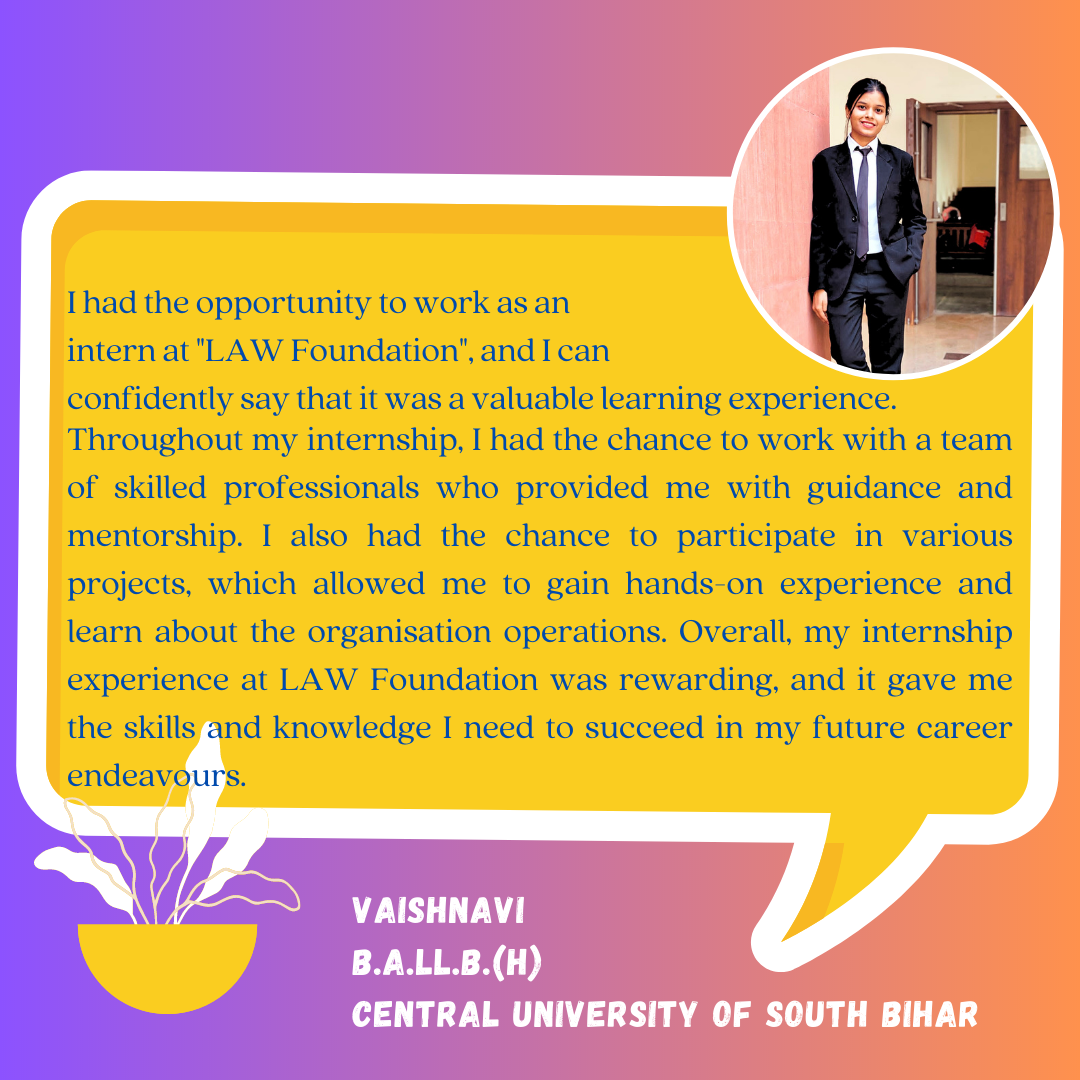 I had the opportunity to work as an
intern at "LAW Foundation", and I can
confidently say that it was a valuable learning experience.
Throughout my internship, I had the chance to work with a team
of skilled professionals who provided me with guidance and
mentorship. I also had the chance to participate in various
projects, which allowed me to gain hands-on experience and
learn about the organisation operations. Overall, my internship
experience at LAW Foundation was rewarding, and it gave me
the skills and knowledge I need to succeed in my future career
endeavours.
VAISHNAVI
B.A.LL.B.(H)
CENTRAL UNIVERSITY OF SOUTH BIHAR